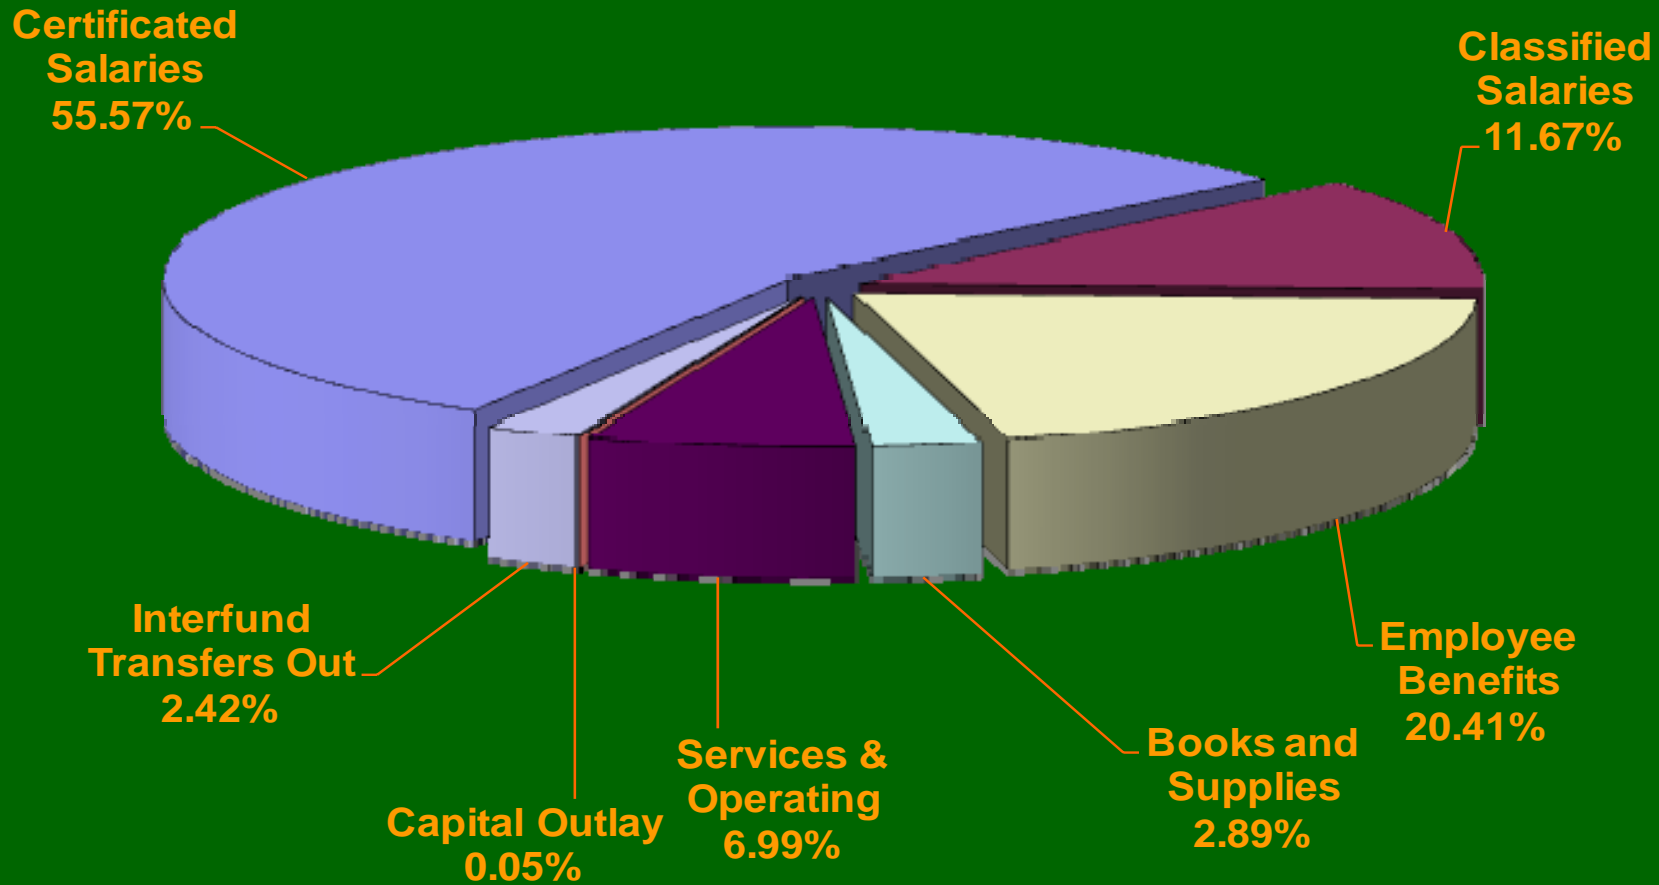 Certificated
Salaries
55.57%
Classified
Salaries
11.67%
Interfund
Transfers Out
2.42%
Capital Outlay
0.05%
Services &
Operating
6.99%
Books and
Supplies
2.89%
Employee
Benefits
20.41%